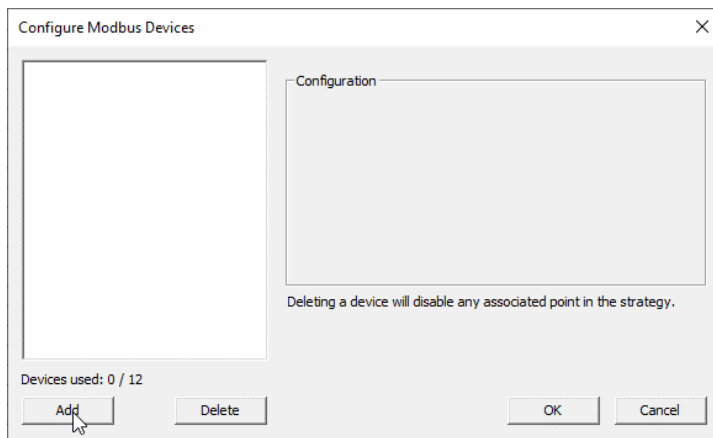 Configure Modbus Devices
Configuration
Deleting a device will disable any associated point in the strategy.
Devices used: 0 / 12
Add
Delete
OK
Cancel